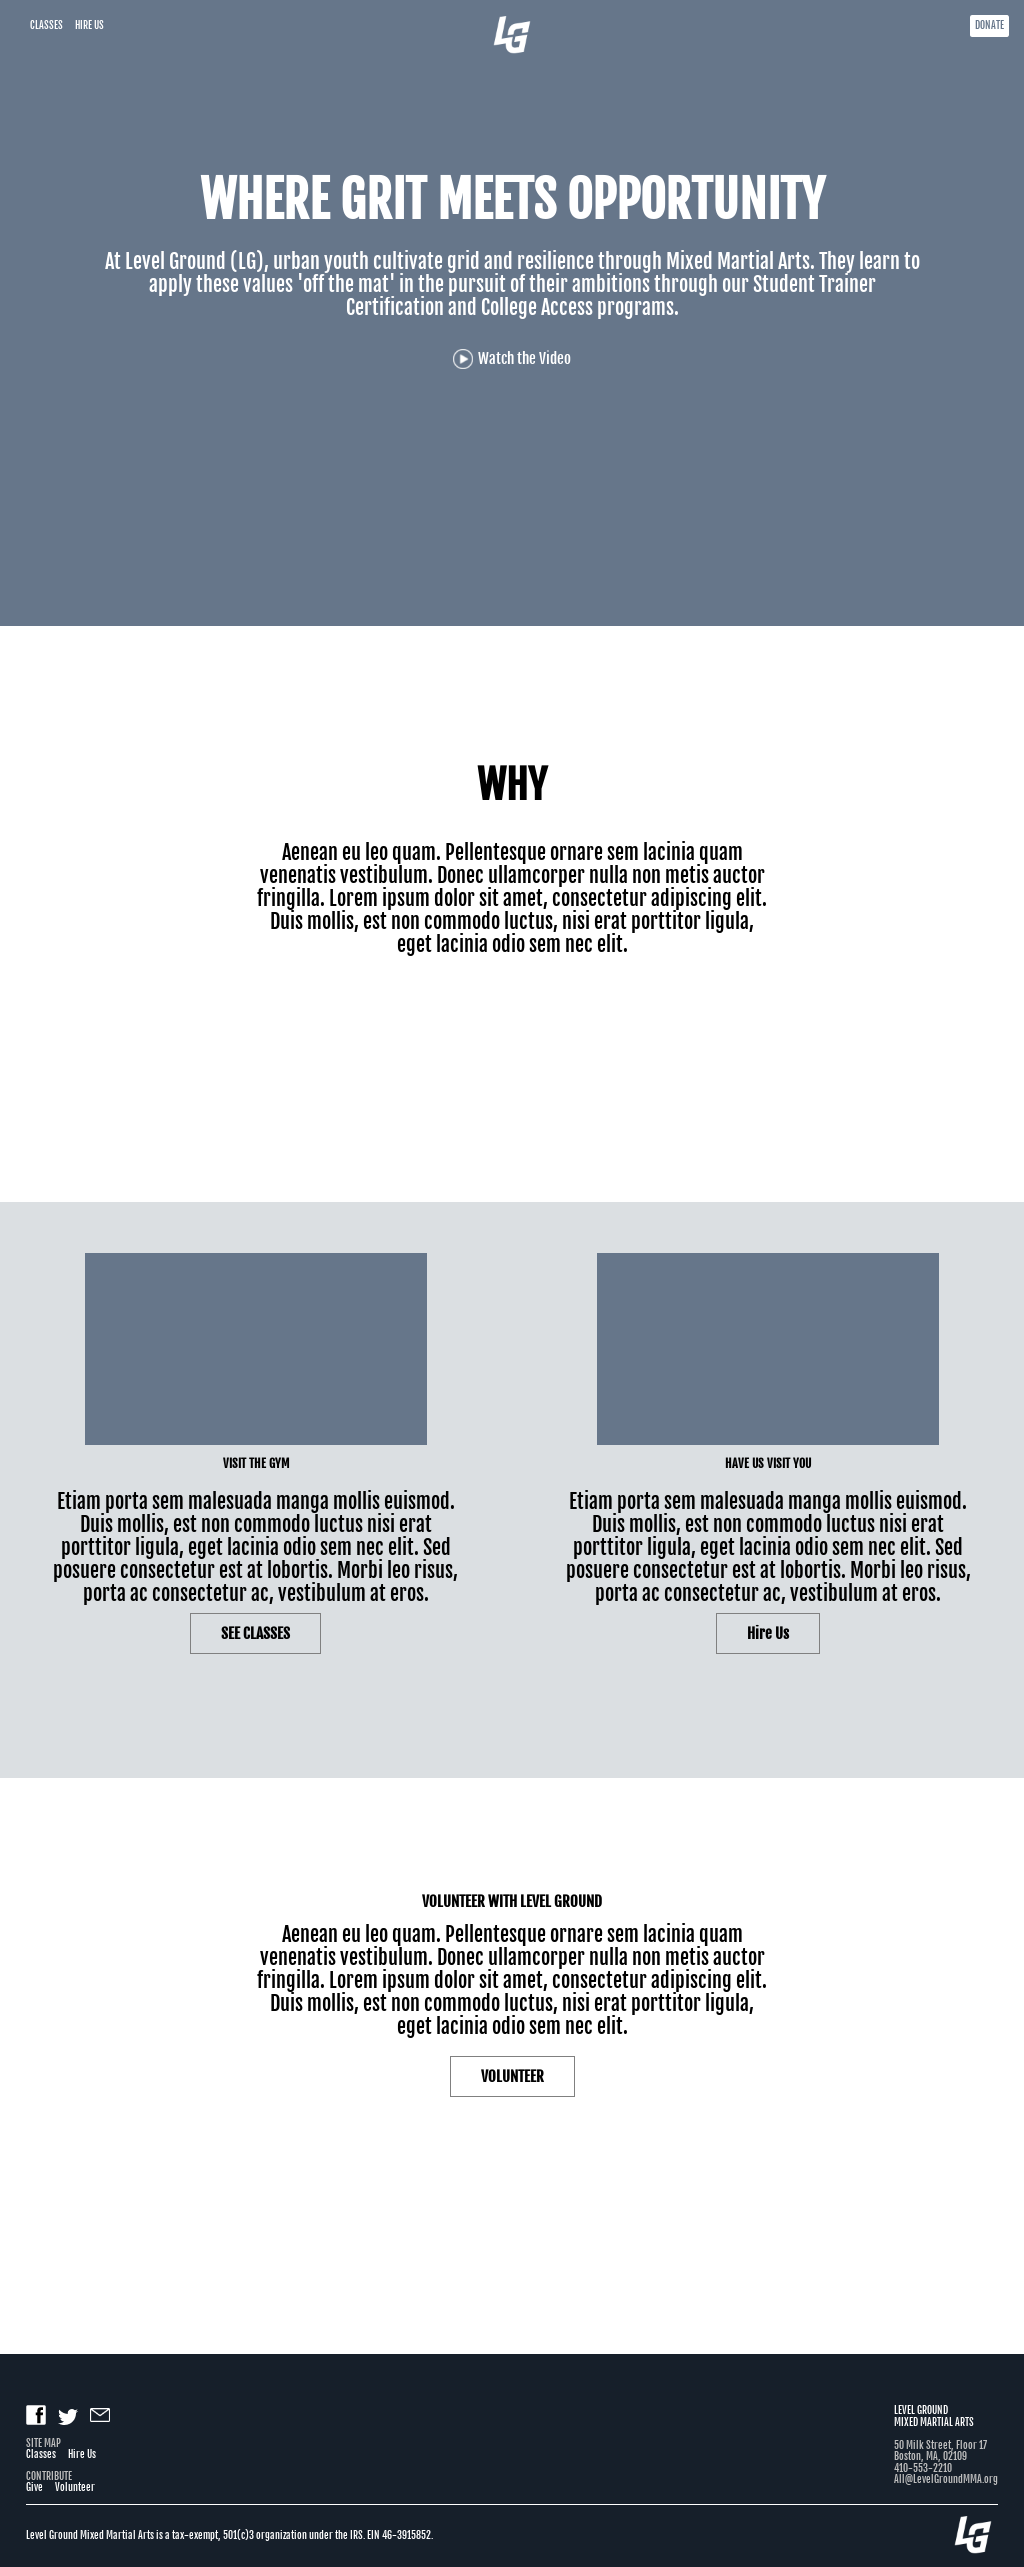 CLASSES HIRE US LG DONATE
WHERE GRIT MEETS OPPORTUNITY
At Level Ground (LG), urban youth cultivate grid and resilience through Mixed Martial Arts. They learn to
apply these values 'off the mat' in the pursuit of their ambitions through our Student Trainer
Certification and College Access programs.
Watch the Video
WHY
Aenean eu leo quam. Pellentesque ornare sem lacinia quam
venenatis vestibulum. Donec ullamcorper nulla non metis auctor
fringilla. Lorem ipsum dolor sit amet, consectetur adipiscing elit.
Duis mollis, est non commodo luctus, nisi erat porttitor ligula,
eget lacinia odio sem nec elit.
VISIT THE GYM
Etiam porta sem malesuada manga mollis euismod.
Duis mollis, est non commodo luctus nisi erat
porttitor ligula, eget lacinia odio sem nec elit. Sed
posuere consectetur est at lobortis. Morbi leo risus,
porta ac consectetur ac, vestibulum at eros.
SEE CLASSES
HAVE US VISIT YOU
Etiam porta sem malesuada manga mollis euismod.
Duis mollis, est non commodo luctus nisi erat
porttitor ligula, eget lacinia odio sem nec elit. Sed
posuere consectetur est at lobortis. Morbi leo risus,
porta ac consectetur ac, vestibulum at eros.
Hire Us
VOLUNTEER WITH LEVEL GROUND
Aenean eu leo quam. Pellentesque ornare sem lacinia quam
venenatis vestibulum. Donec ullamcorper nulla non metis auctor
fringilla. Lorem ipsum dolor sit amet, consectetur adipiscing elit.
Duis mollis, est non commodo luctus, nisi erat porttitor ligula,
eget lacinia odio sem nec elit.
VOLUNTEER
SITE MAP
Classes Hire Us
CONTRIBUTE
Give Volunteer
LEVEL GROUND
MIXED MARTIAL ARTS
50 Milk Street, Floor 17
Boston, MA, 02109
410-553-2210
All@LevelGroundMMA.org
Level Ground Mixed Martial Arts is a tax-exempt, 501(c)3 organization under the IRS. EIN 46-3915852.
LG